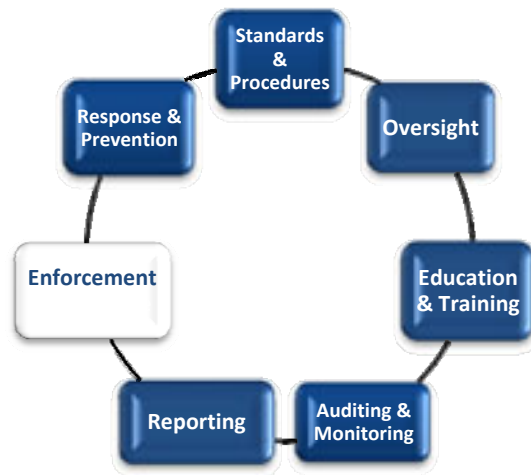 Standards
&
Procedures
Oversight
Education
& Training
Auditing &
Monitoring
Reporting
Enforcement
Response &
Prevention